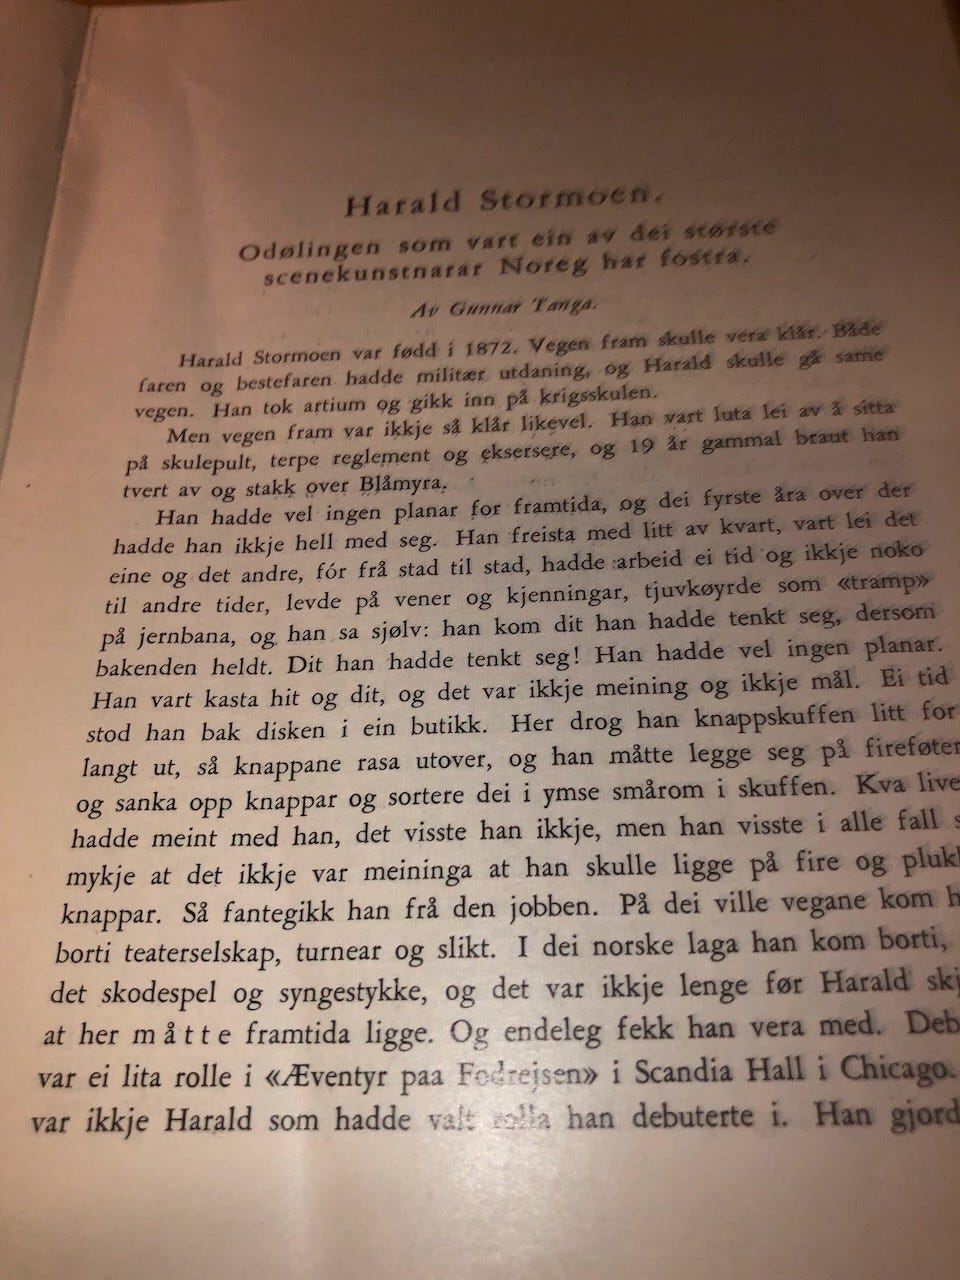 Harald Stormoen.
Odølingen som vart ein av dei største
scenekunstnarar Noreg har fostra.
Av Gunnar Tanga.
Harald Stormoen var fødd i 1872. Vegen fram skulle vera klår. Både
faren og bestefaren hadde militær utdaning, og Harald skulle gå same
vegen. Han tok artium og gikk inn på krigsskulen.
Men vegen fram var ikkje så klår likevel. Han vart luta lei av å sitta
på skulepult, terpe reglement og eksersere, og 19 år gammal braut han
tvert av og stakk over Blåmyra.
Han hadde vel ingen planar for framtida, og dei fyrste åra over der
hadde han ikkje hell med seg. Han freista med litt av kvart, vart lei det
eine og det andre, fór frå stad til stad, hadde arbeid ei tid og ikkje noko
til andre tider, levde på vener og kjenningar, tjuvkøyrde som «tramp»
på jernbana, og han sa sjølv: han kom dit han hadde tenkt seg, dersom
bakenden heldt. Dit han hadde tenkt seg! Han hadde vel ingen planar.
Han vart kasta hit og dit, og det var ikkje meining og ikkje mål. Ei tid
stod han bak disken i ein butikk. Her drog han knappskuffen litt for
langt ut, så knappane rasa utover, og han måtte legge seg på fireføter
og sanka opp knappar og sortere dei i ymse smårom i skuffen. Kva live
hadde meint med han, det visste han ikkje, men han visste i alle fall s
mykje at det ikkje var meininga at han skulle ligge på fire og plukk
knappar. Så fantegikk han frå den jobben. På dei ville vegane kom h
borti teaterselskap, turnear og slikt. I dei norske laga han kom borti,
det skodespel og syngestykke, og det var ikkje lenge før Harald skj
at her måtte framtida ligge. Og endeleg fekk han vera med. Deb
var ei lita rolle i «Æventyr paa Fodrejsen» i Scandia Hall i Chicago.
var ikkje Harald som hadde valt rolla han debuterte i. Han gjord